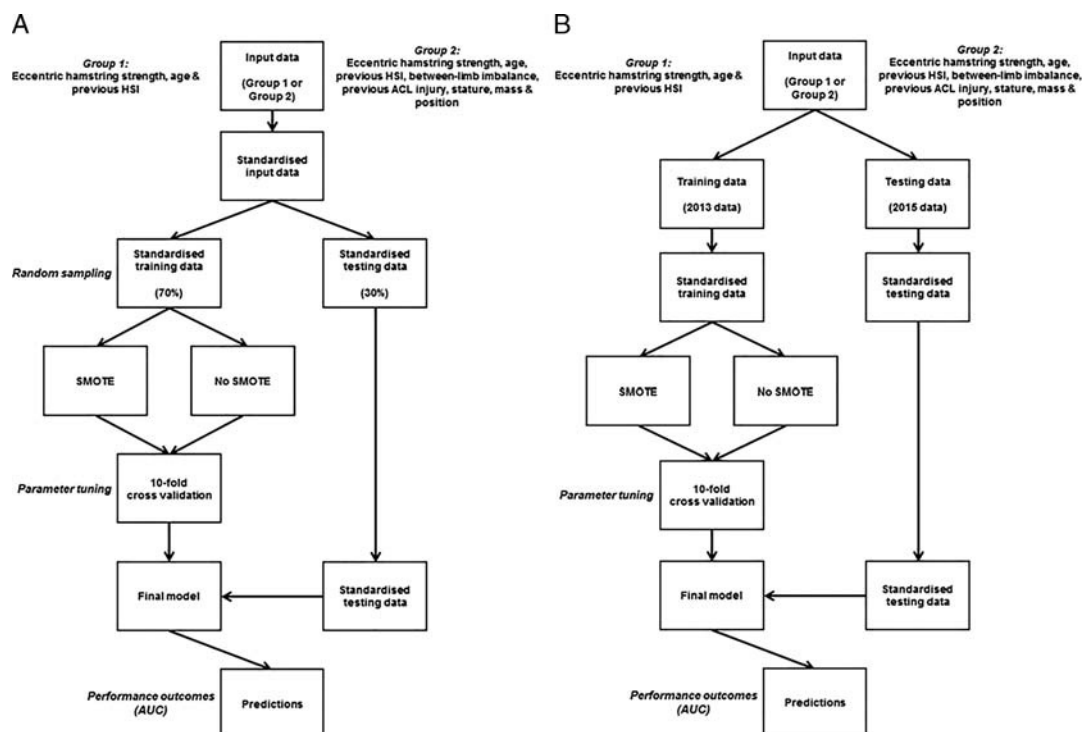 A
Group 1:
Eccentric hamstring strength, age &
previous HSI
Input data
(Group 1 or
Group 2)
Group 2:
Eccentric hamstring strength, age,
previous HSI, between-limb imbalance,
previous ACL injury, stature, mass &
position
Standardised
input data
Random sampling
Standardised
training data
(70%)
Standardised
testing data
(30%)
SMOTE
No SMOTE
Parameter tuning
10-fold
cross validation
Final model
Standardised
testing data
Performance outcomes
(AUC)
Predictions
B
Group 1:
Eccentric hamstring strength, age &
previous HSI
Input data
(Group 1 or
Group 2)
Group 2:
Eccentric hamstring strength, age,
previous HSI, between-limb imbalance,
previous ACL injury, stature, mass &
position
Training data
(2013 data)
Testing data
(2015 data)
Standardised
training data
Standardised
testing data
SMOTE
No SMOTE
Parameter tuning
10-fold
cross validation
Final model
Standardised
testing data
Performance outcomes
(AUC)
Predictions